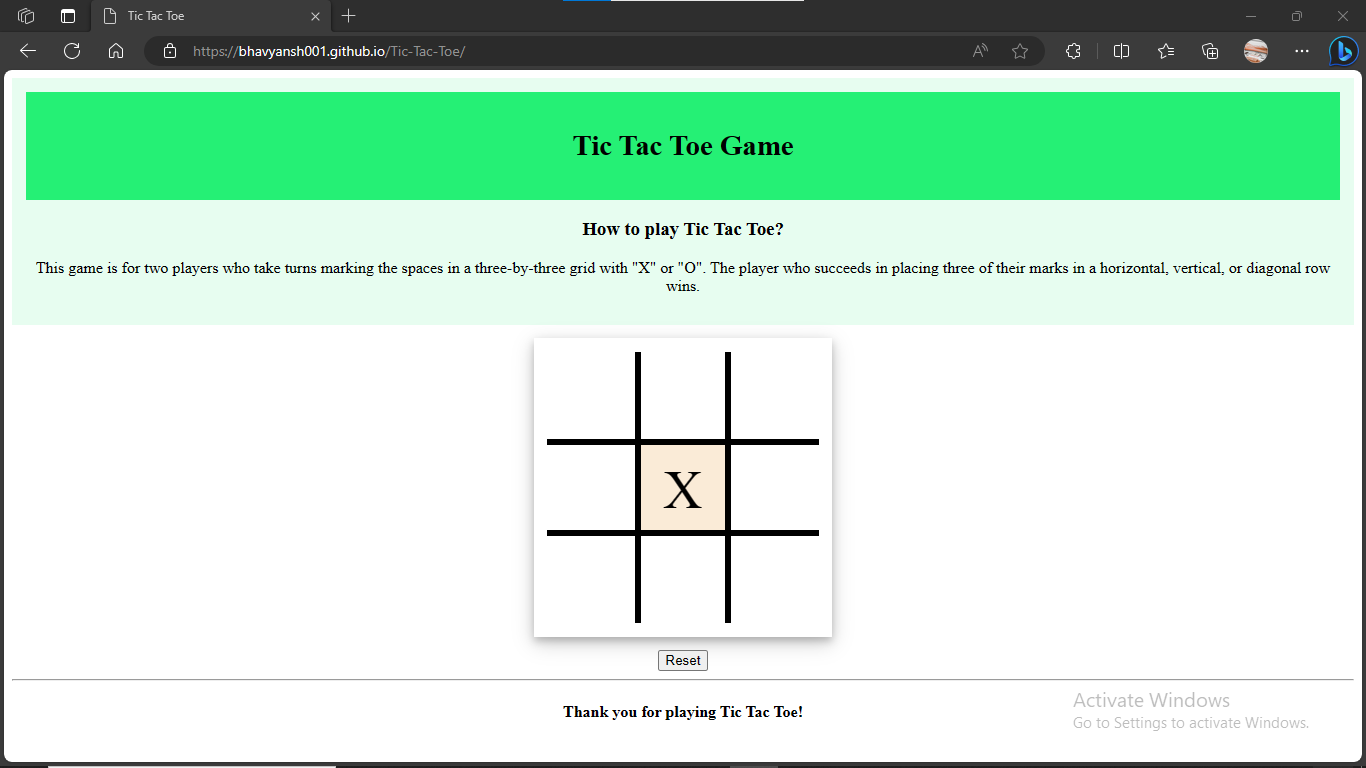 Tic Tac Toe
https://bhavyansh001.github.io/Tic-Tac-Toe/
Tic Tac Toe Game
How to play Tic Tac Toe?
This game is for two players who take turns marking the spaces in a three-by-three grid with "X" or "O". The player who succeeds in placing three of their marks in a horizontal, vertical, or diagonal row
wins.
X
Reset
Thank you for playing Tic Tac Toe!
Activate Windows
Go to Settings to activate Windows.